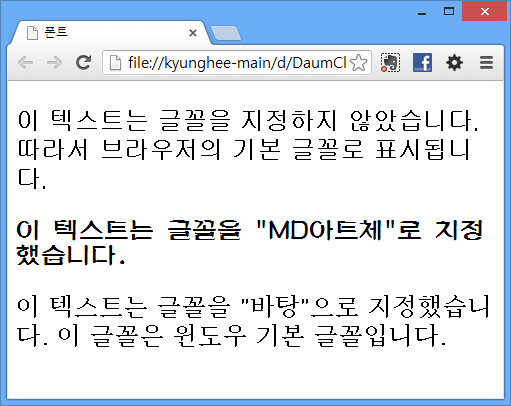 폰트
file://kyunghee-main/d/DaumCl
이 텍스트는 글꼴을 지정하지 않았습니다.
따라서 브라우저의 기본 글꼴로 표시됩니
다.
이 텍스트는 글꼴을 "MD아트체"로 지정
했습니다.
이 텍스트는 글꼴을 "바탕"으로 지정했습니
다. 이 글꼴은 윈도우 기본 글꼴입니다.